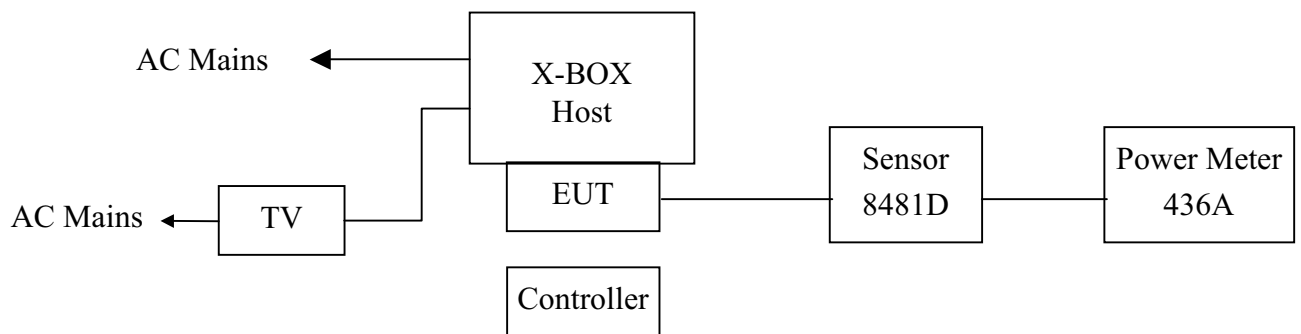 AC Mains
X-BOX
Host
Sensor
8481D
Power Meter
436A
EUT
AC Mains
TV
Controller